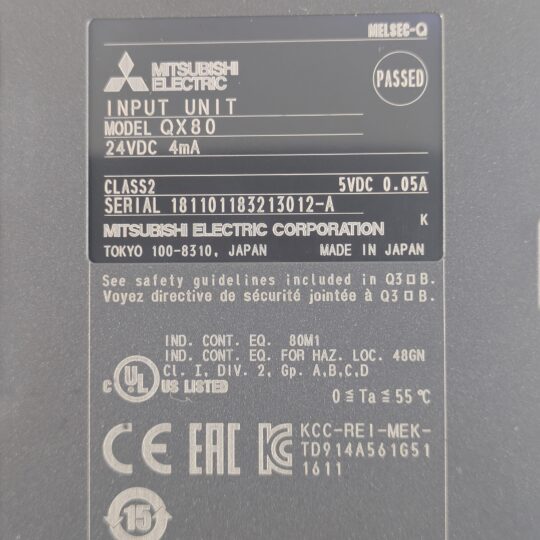 MELSEC-Q
MITSUBISHI
ELECTRIC
PASSED
INPUT UNIT
MODEL QX80
24VDC 4mA
CLASS2 5VDC 0.05A
SERIAL 181101183213012-A
MITSUBISHI ELECTRIC CORPORATION K
TOKYO 100-8310, JAPAN MADE IN JAPAN
See safety guidelines included in Q3□B.
Voyez directive de sécurité jointée à Q3□B.
IND. CONT. EQ. 80M1
IND. CONT. EQ. FOR HAZ. LOC. 48GN
Cl. I, DIV. 2, Gp. A,B,C,D
C UL US LISTED
0≦Ta≦55℃
CE EAC KCC-REI-MEK-
TD914A561G51
1611
15